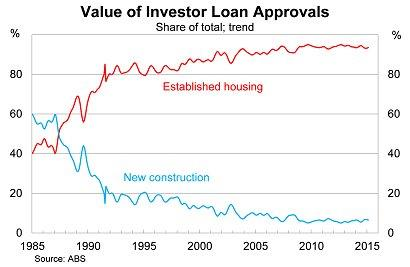 Value of Investor Loan Approvals
Share of total; trend
% %
80 80
Established housing
60 60
40 40
New construction
20 20
0 0
1985 1990 1995 2000 2005 2010 2015
Source: ABS